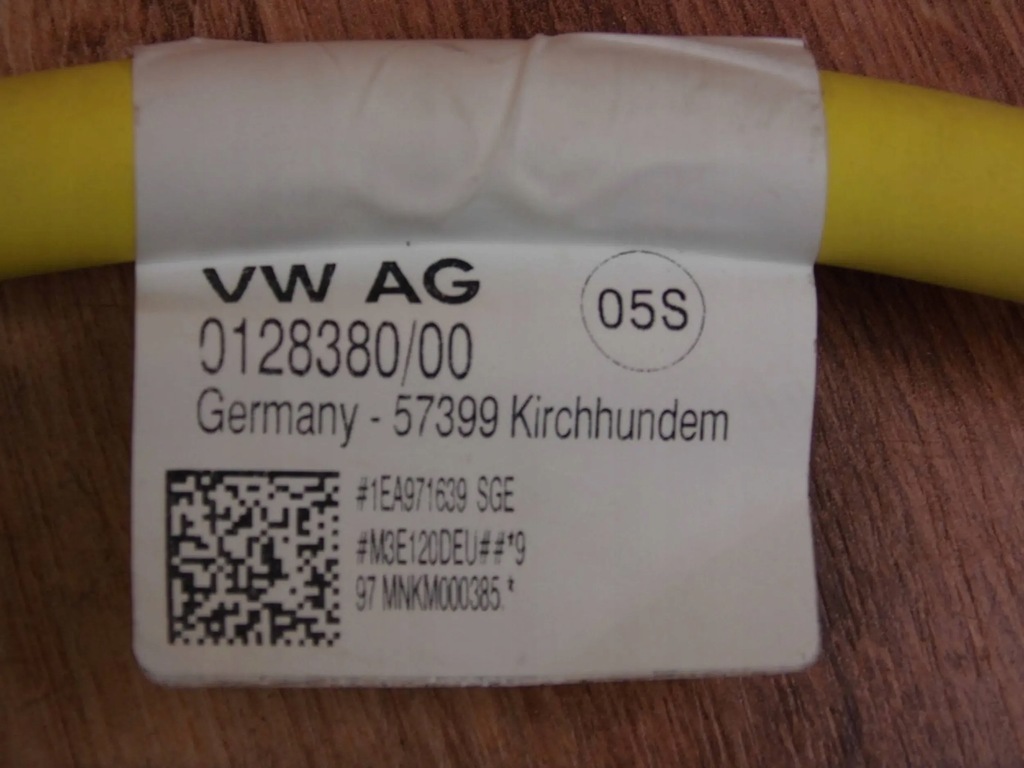 VW AG
05S
0128380/00
Germany - 57399 Kirchhundem
#1EA971639 SGE
#M3E120DEU##*9
97 MNKM000385.*